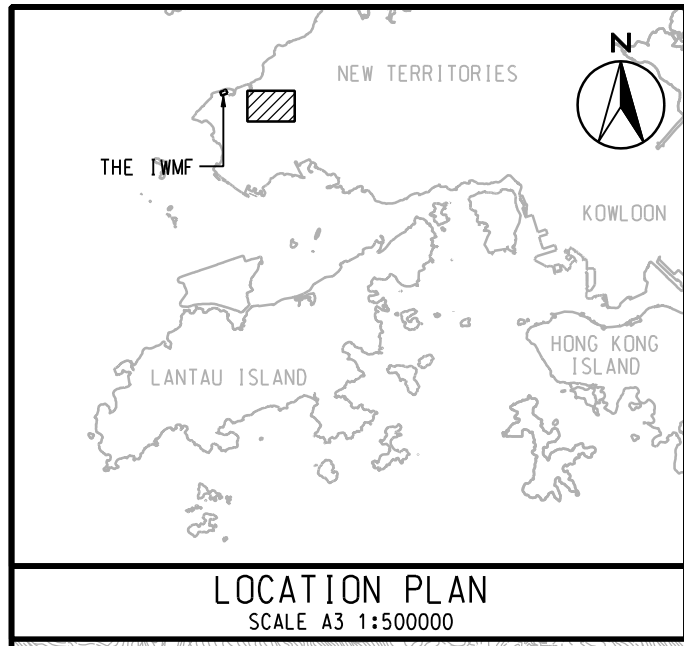 N
NEW TERRITORIES
THE IWMF
KOWLOON
HONG KONG
ISLAND
LANTAU ISLAND
LOCATION PLAN
SCALE A3 1:500000